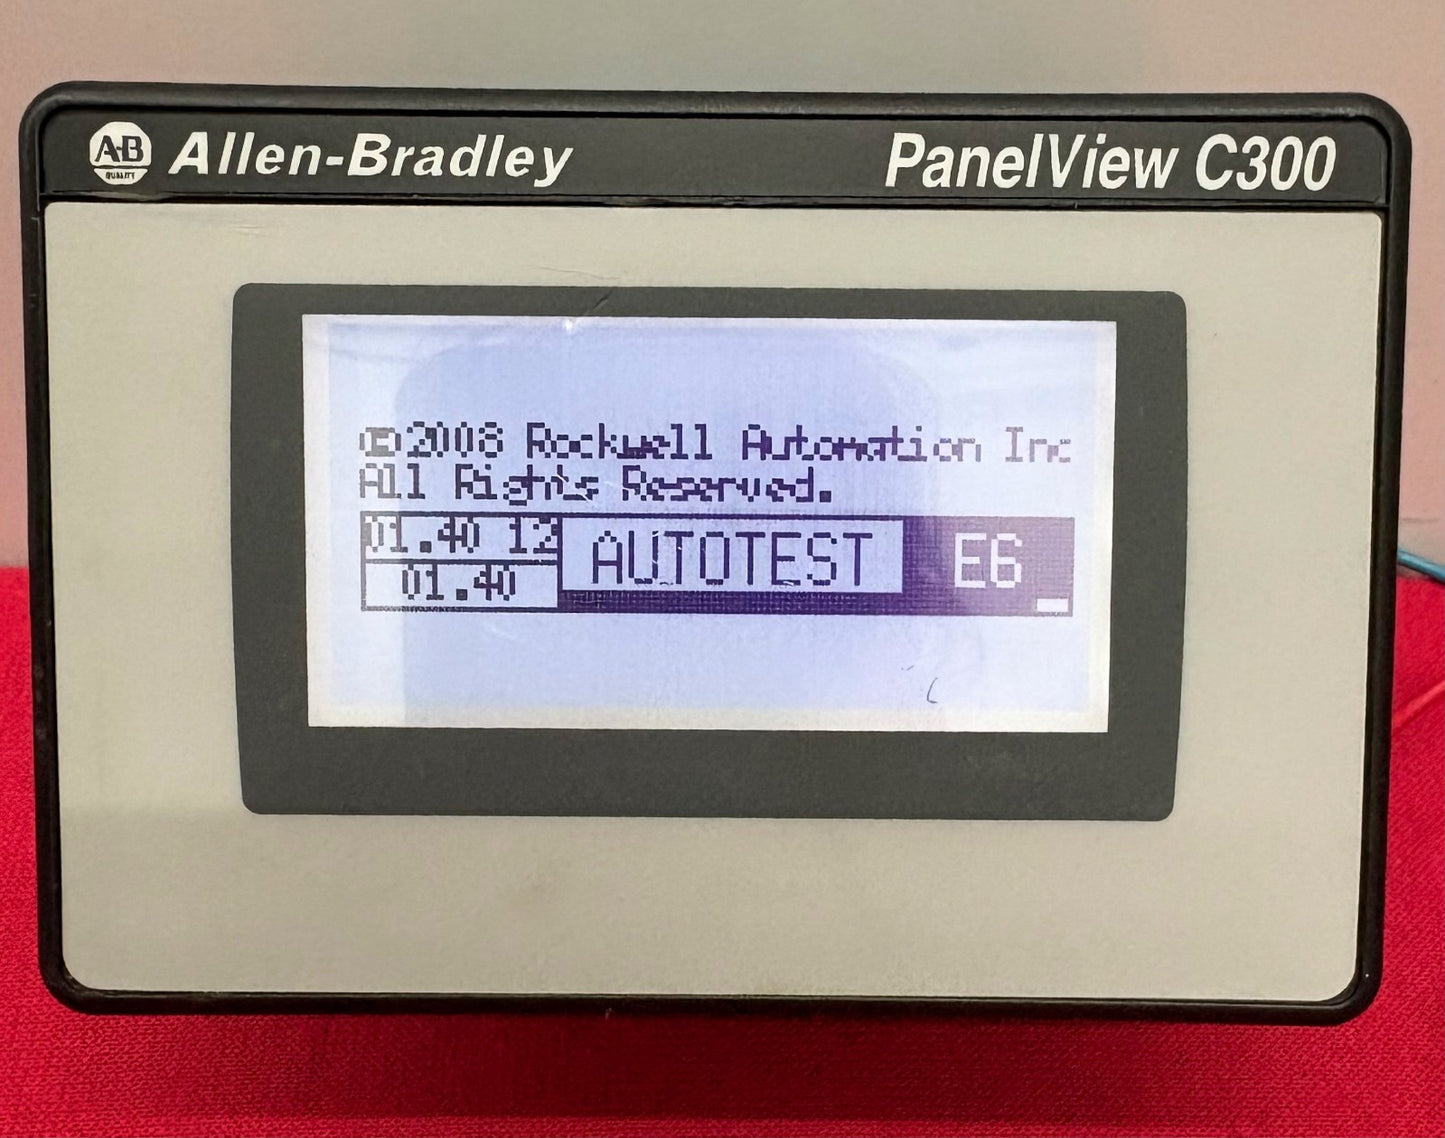 AB QUALITY Allen-Bradley PanelView C300
©2008 Rockwell Automation Inc
All Rights Reserved.
01.40 12 AUTOTEST E6
01.40